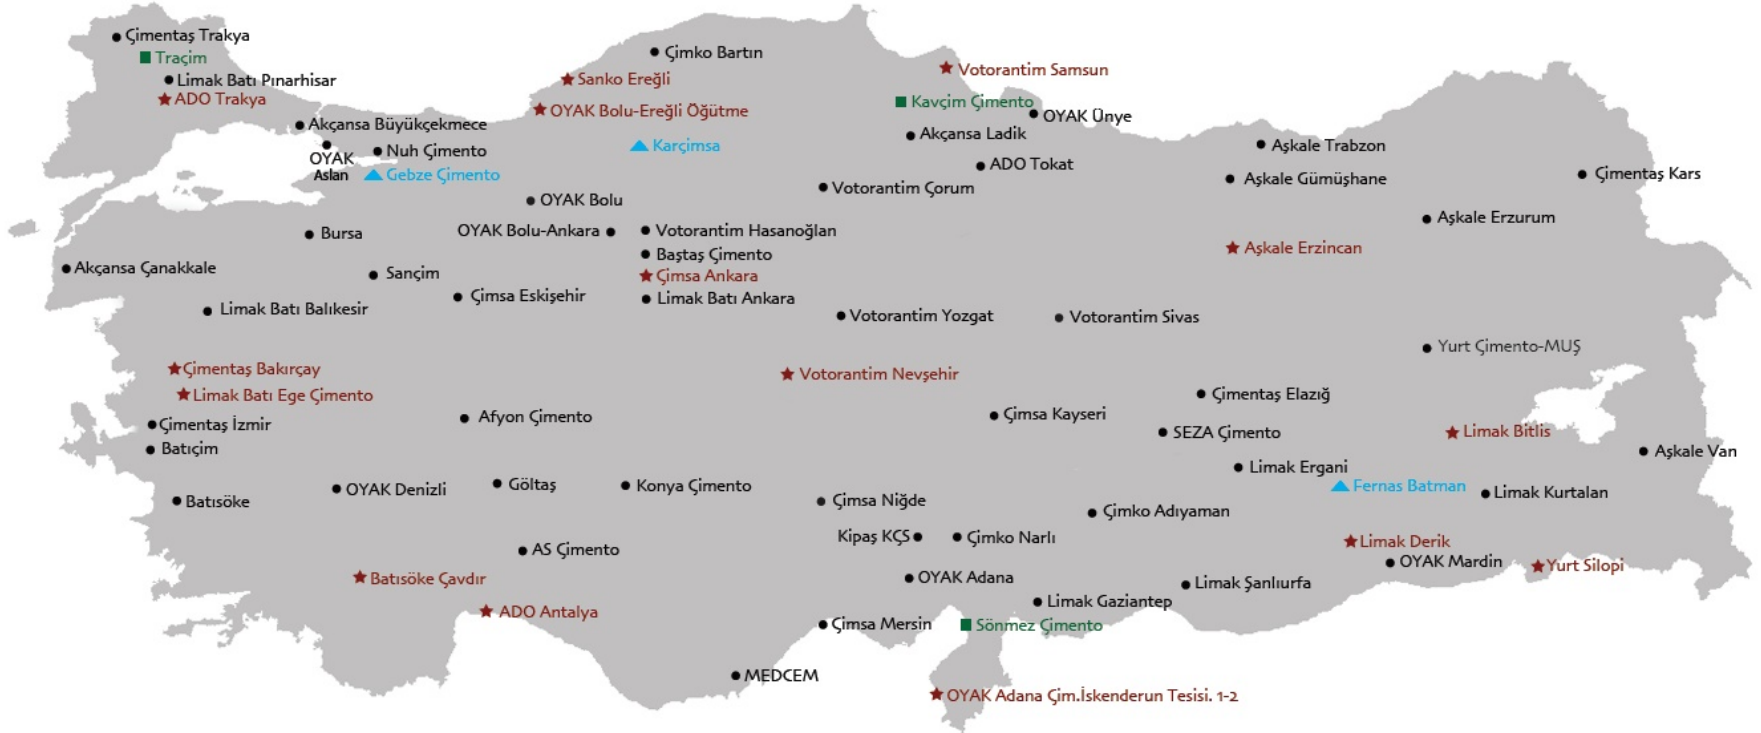 Çimentaş Trakya
Çimko Bartın
Traçim
Votorantim Samsun
Limak Batı Pınarhisar
Sanko Ereğli
ADO Trakya
Kavçim Çimento
OYAK Bolu-Ereğli Öğütme
OYAK Ünye
Akçansa Büyükçekmece
Akçansa Ladik
Karçimsa
Aşkale Trabzon
Nuh Çimento
OYAK
Aslan
ADO Tokat
Gebze Çimento
Çimentaş Kars
Aşkale Gümüşhane
Votorantim Çorum
OYAK Bolu
Aşkale Erzurum
Bursa
OYAK Bolu-Ankara
Votorantim Hasanoğlan
Aşkale Erzincan
Baştaş Çimento
Akçansa Çanakkale
Sançim
Çimsa Ankara
Çimsa Eskişehir
Limak Batı Ankara
Limak Batı Balıkesir
Votorantim Yozgat
Votorantim Sivas
Yurt Çimento-MUŞ
Çimentaş Bakırçay
Votorantim Nevşehir
Limak Batı Ege Çimento
Çimentaş Elazığ
Çimsa Kayseri
Afyon Çimento
Çimentaş İzmir
SEZA Çimento
Limak Bitlis
Batıçim
Aşkale Van
Limak Ergani
Göltaş
Konya Çimento
Fernas Batman
OYAK Denizli
Limak Kurtalan
Batısöke
Çimsa Niğde
Çimko Adıyaman
Kipaş KÇS
Çimko Narlı
Limak Derik
AS Çimento
OYAK Mardin
Yurt Silopi
Batısöke Çavdır
OYAK Adana
Limak Şanlıurfa
Limak Gaziantep
ADO Antalya
Çimsa Mersin
Sönmez Çimento
MEDCEM
OYAK Adana Çim.İskenderun Tesisi. 1-2